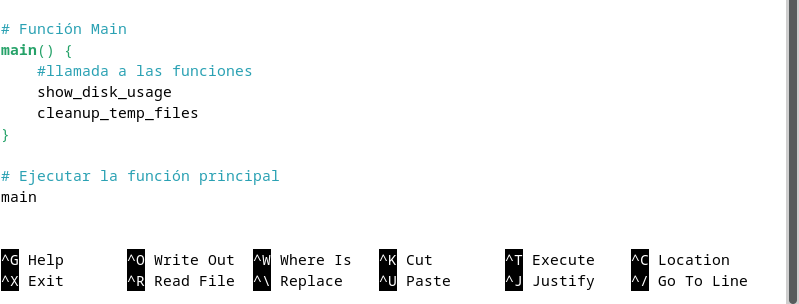 # Función Main
main() {
    #llamada a las funciones
    show_disk_usage
    cleanup_temp_files
}
# Ejecutar la función principal
main
^G Help ^O Write Out ^W Where Is ^K Cut ^T Execute ^C Location
^X Exit ^R Read File ^\ Replace ^U Paste ^J Justify ^/ Go To Line